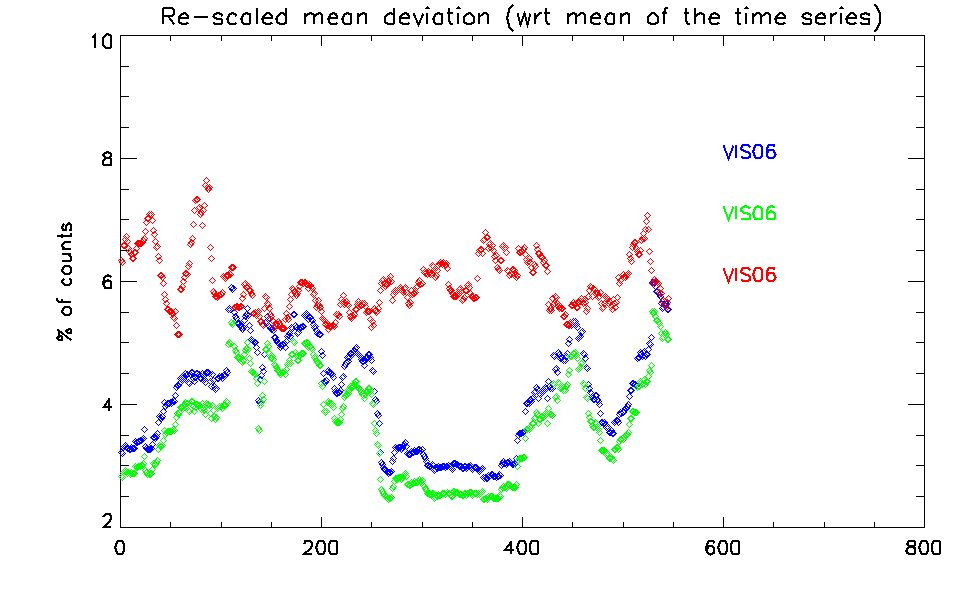 Re-scaled mean deviation (wrt mean of the time series)
10
8
6
4
2
% of counts
VIS06
VIS06
VIS06
0 200 400 600 800